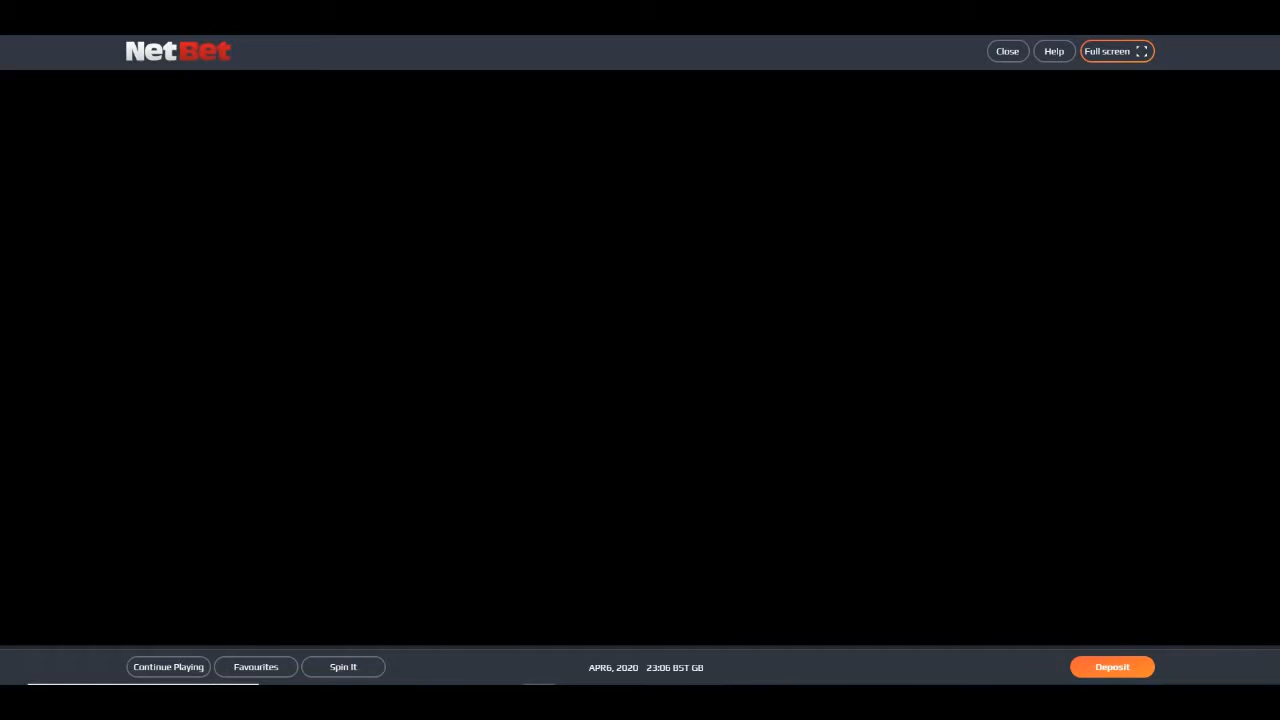 NetBet
Close Help Full screen
Continue Playing Favourites Spin It APR6, 2020 23:06 BST GB Deposit